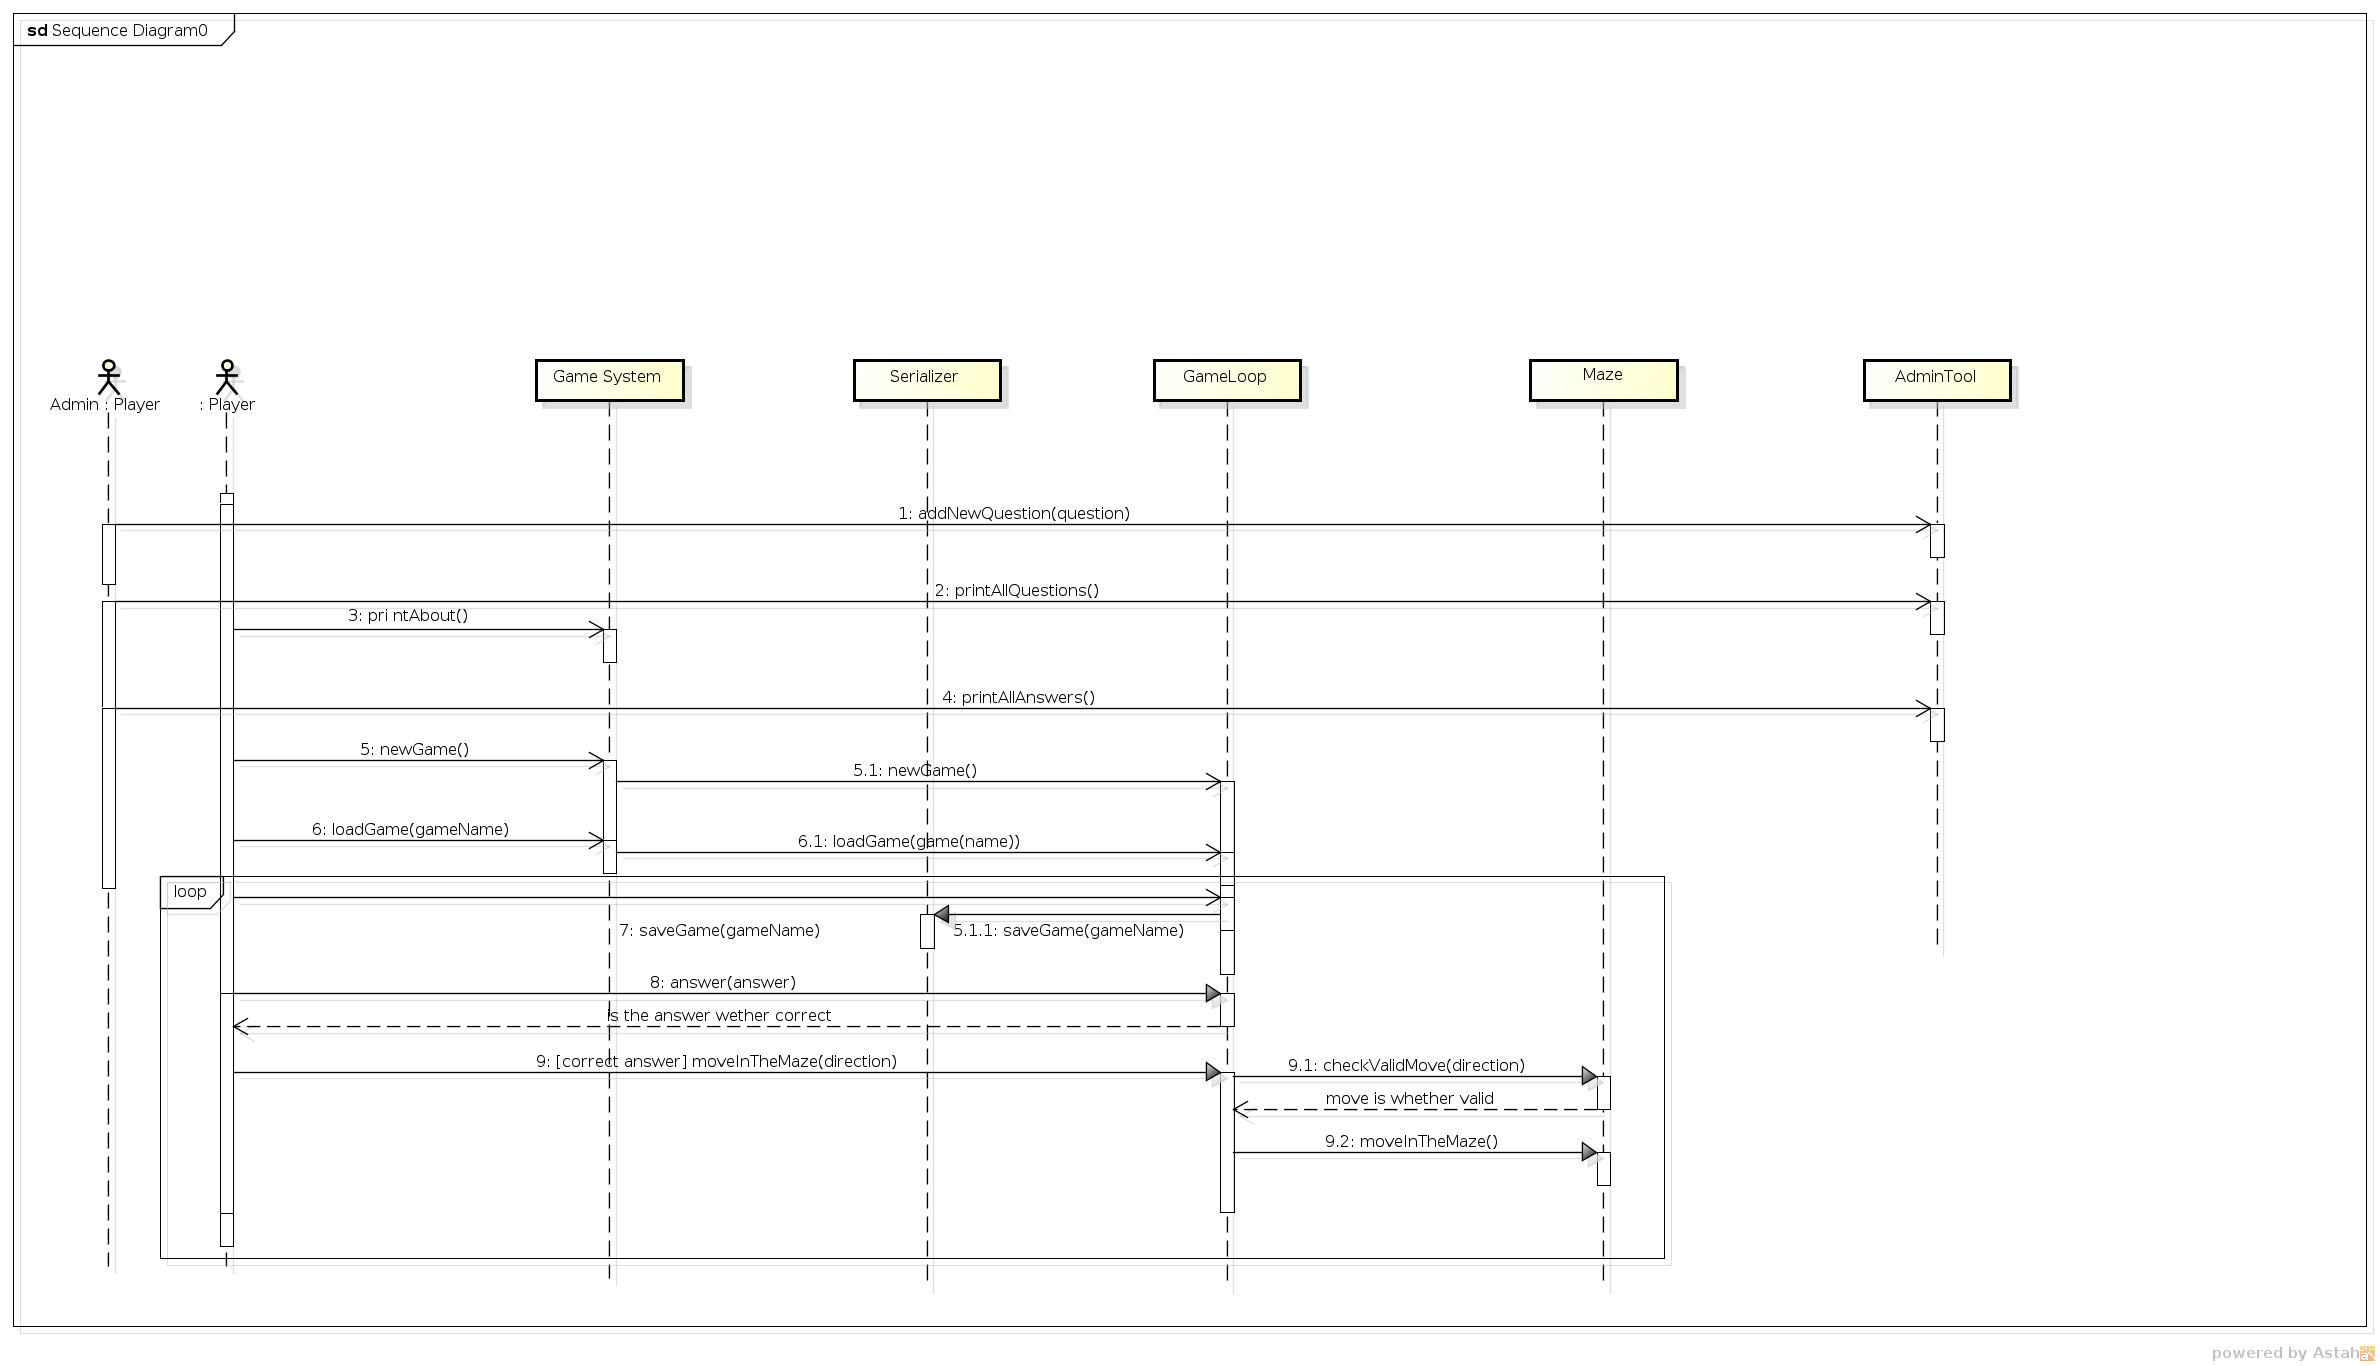 sd Sequence Diagram0
Admin : Player
: Player
Game System
Serializer
GameLoop
Maze
AdminTool
1: addNewQuestion(question)
2: printAllQuestions()
3: pri ntAbout()
4: printAllAnswers()
5: newGame()
5.1: newGame()
6: loadGame(gameName)
6.1: loadGame(game(name))
loop
7: saveGame(gameName)
5.1.1: saveGame(gameName)
8: answer(answer)
is the answer wether correct
9: [correct answer] moveInTheMaze(direction)
9.1: checkValidMove(direction)
move is whether valid
9.2: moveInTheMaze()
powered by Astah